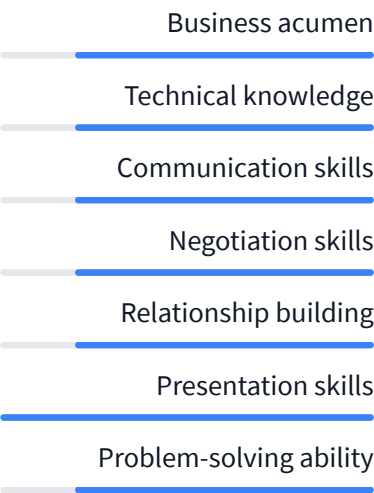 Business acumen
Technical knowledge
Communication skills
Negotiation skills
Relationship building
Presentation skills
Problem-solving ability